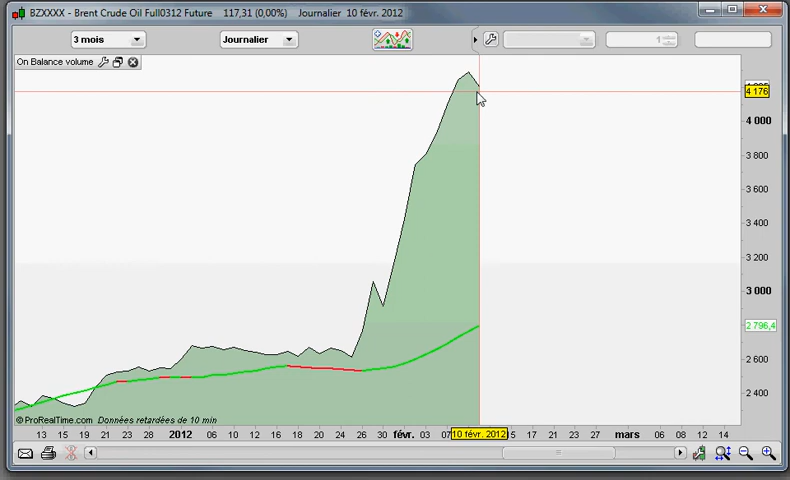 BZXXXX - Brent Crude Oil Full0312 Future 117,31 (0,00%) Journalier 10 févr. 2012
3 mois
Journalier
1
On Balance volume
4 176
4 000
3 800
3 600
3 400
3 200
3 000
2 796,4
2 600
2 400
© ProRealTime.com Données retardées de 10 min
13 15 19 21 23 28 2012 06 10 12 16 18 20 24 26 30 févr. 03 07 10 févr. 2012 15 17 21 23 27 mars 06 08 12 14